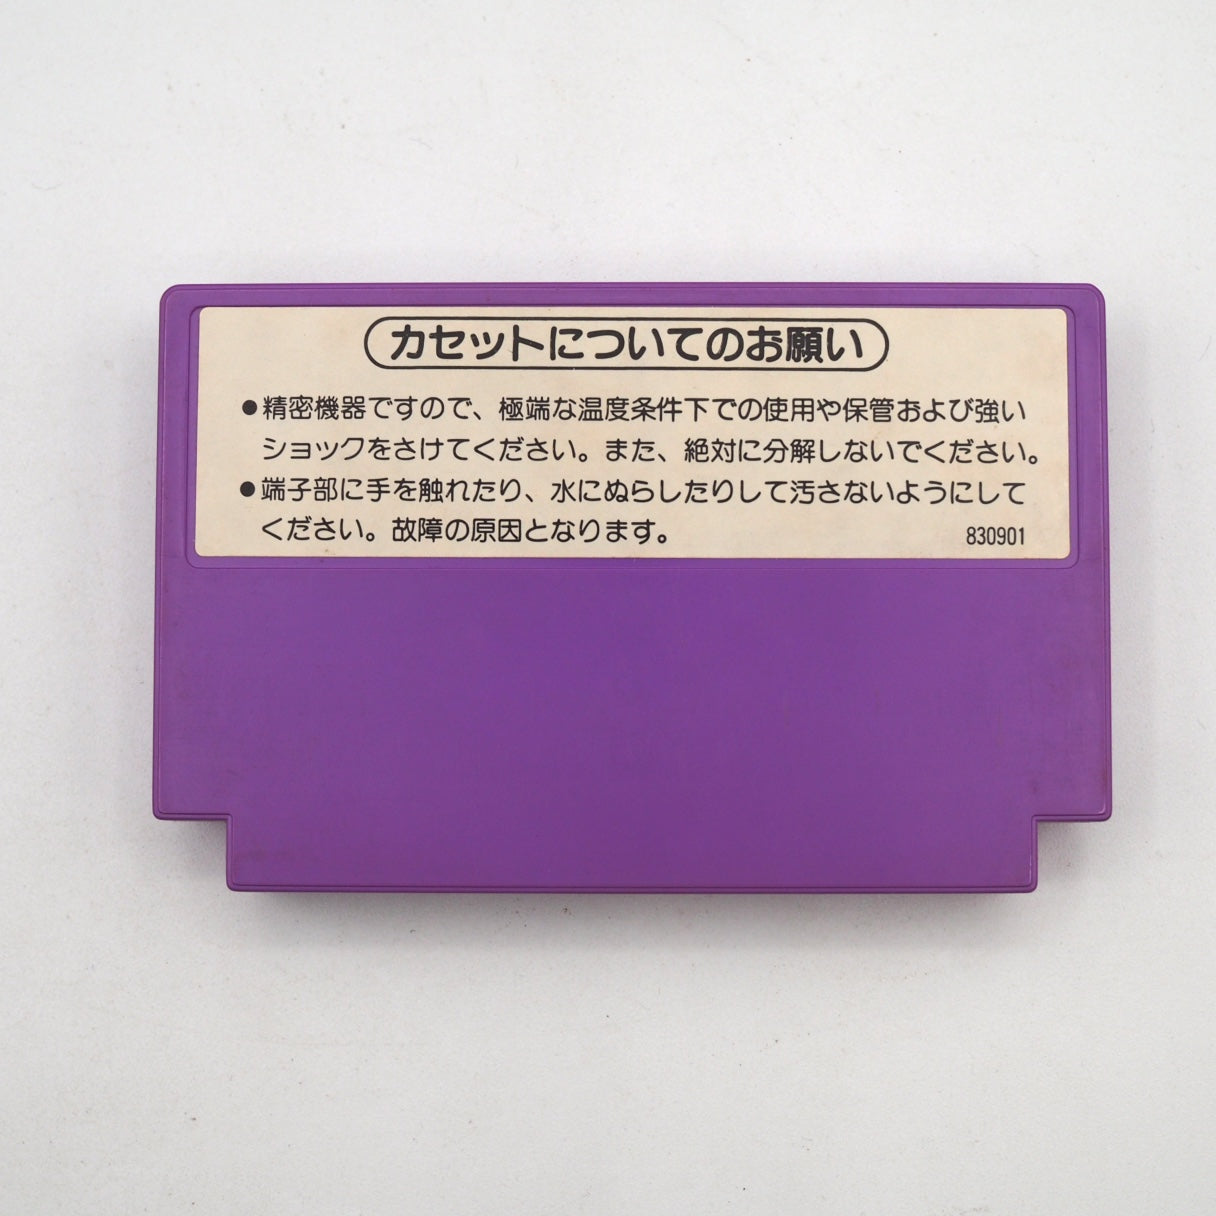 カセットについてのお願い
●精密機器ですので、極端な温度条件下での使用や保管および強い
ショックをさけてください。また、絶対に分解しないでください。
●端子部に手を触れたり、水にぬらしたりして汚さないようにして
ください。故障の原因となります。
830901